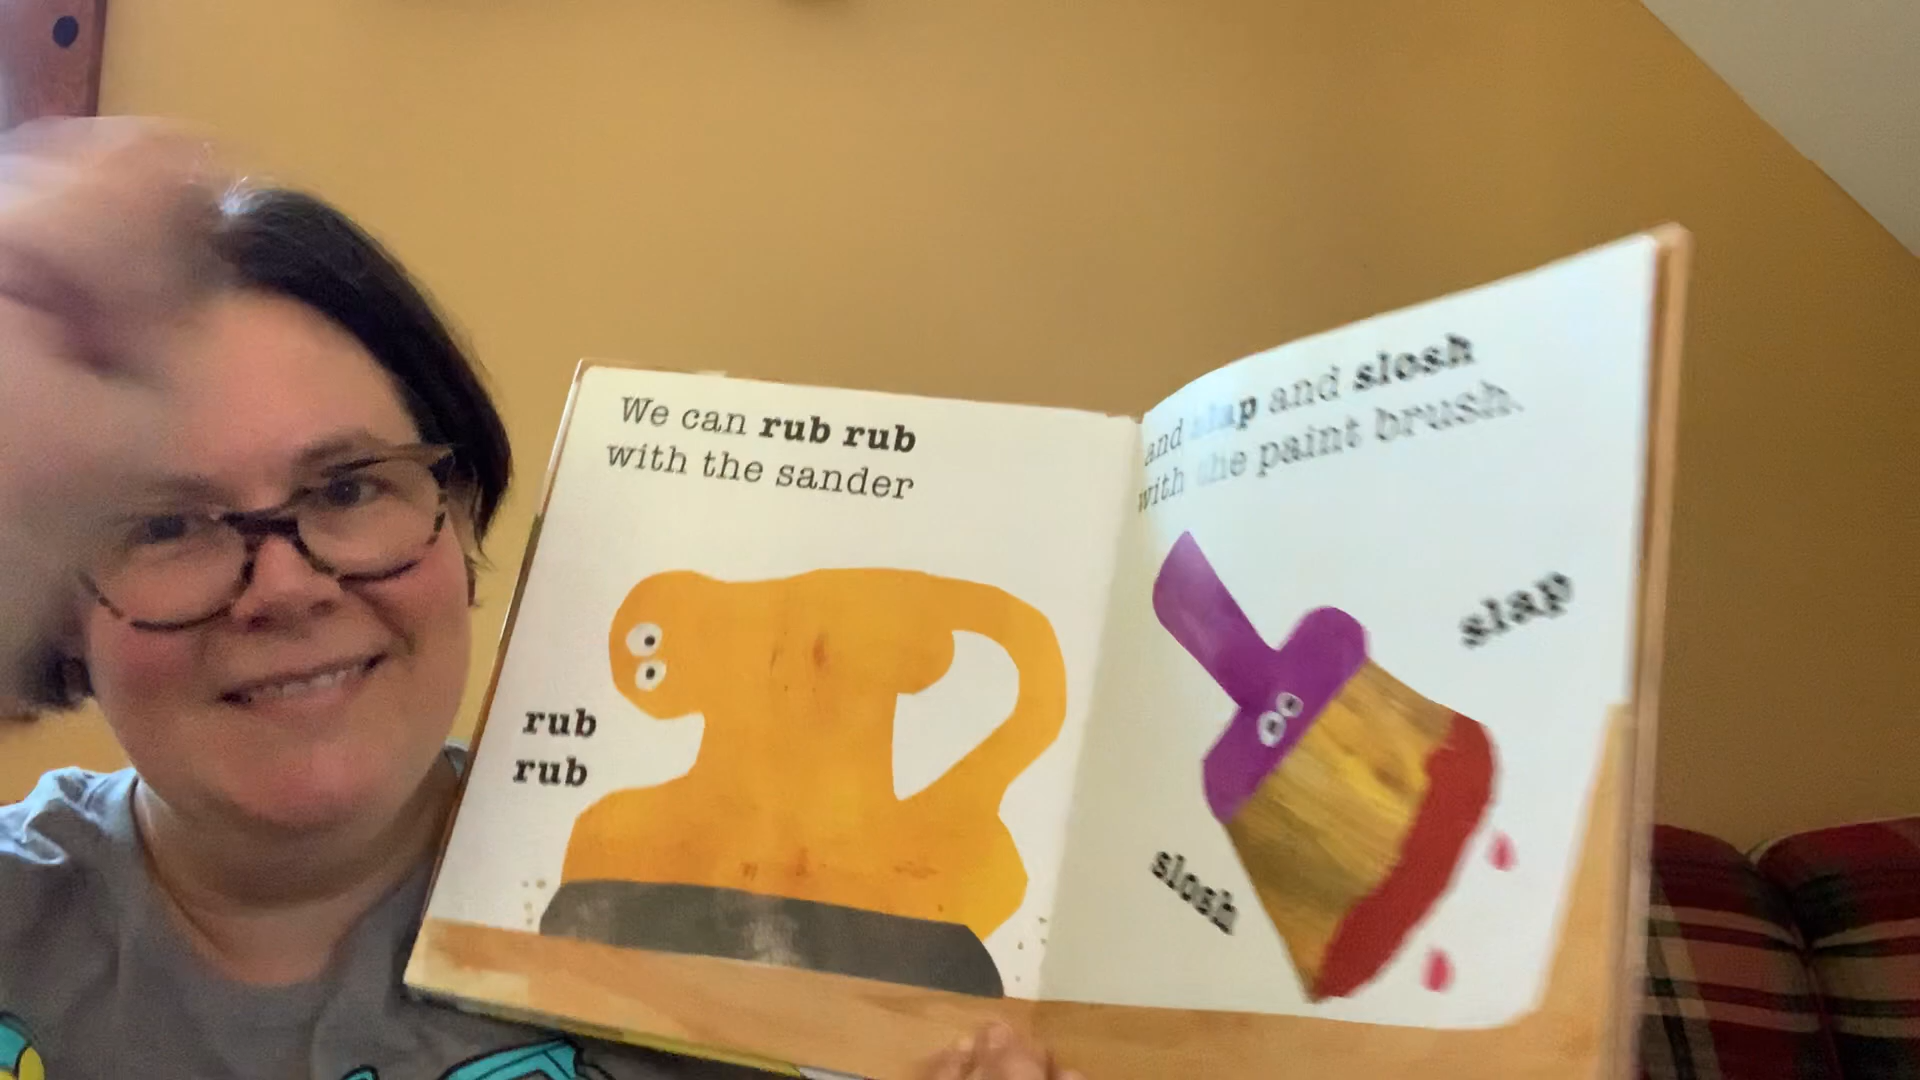 We can rub rub
with the sander
rub
rub
and slap and slosh
with the paint brush.
slap
slosh